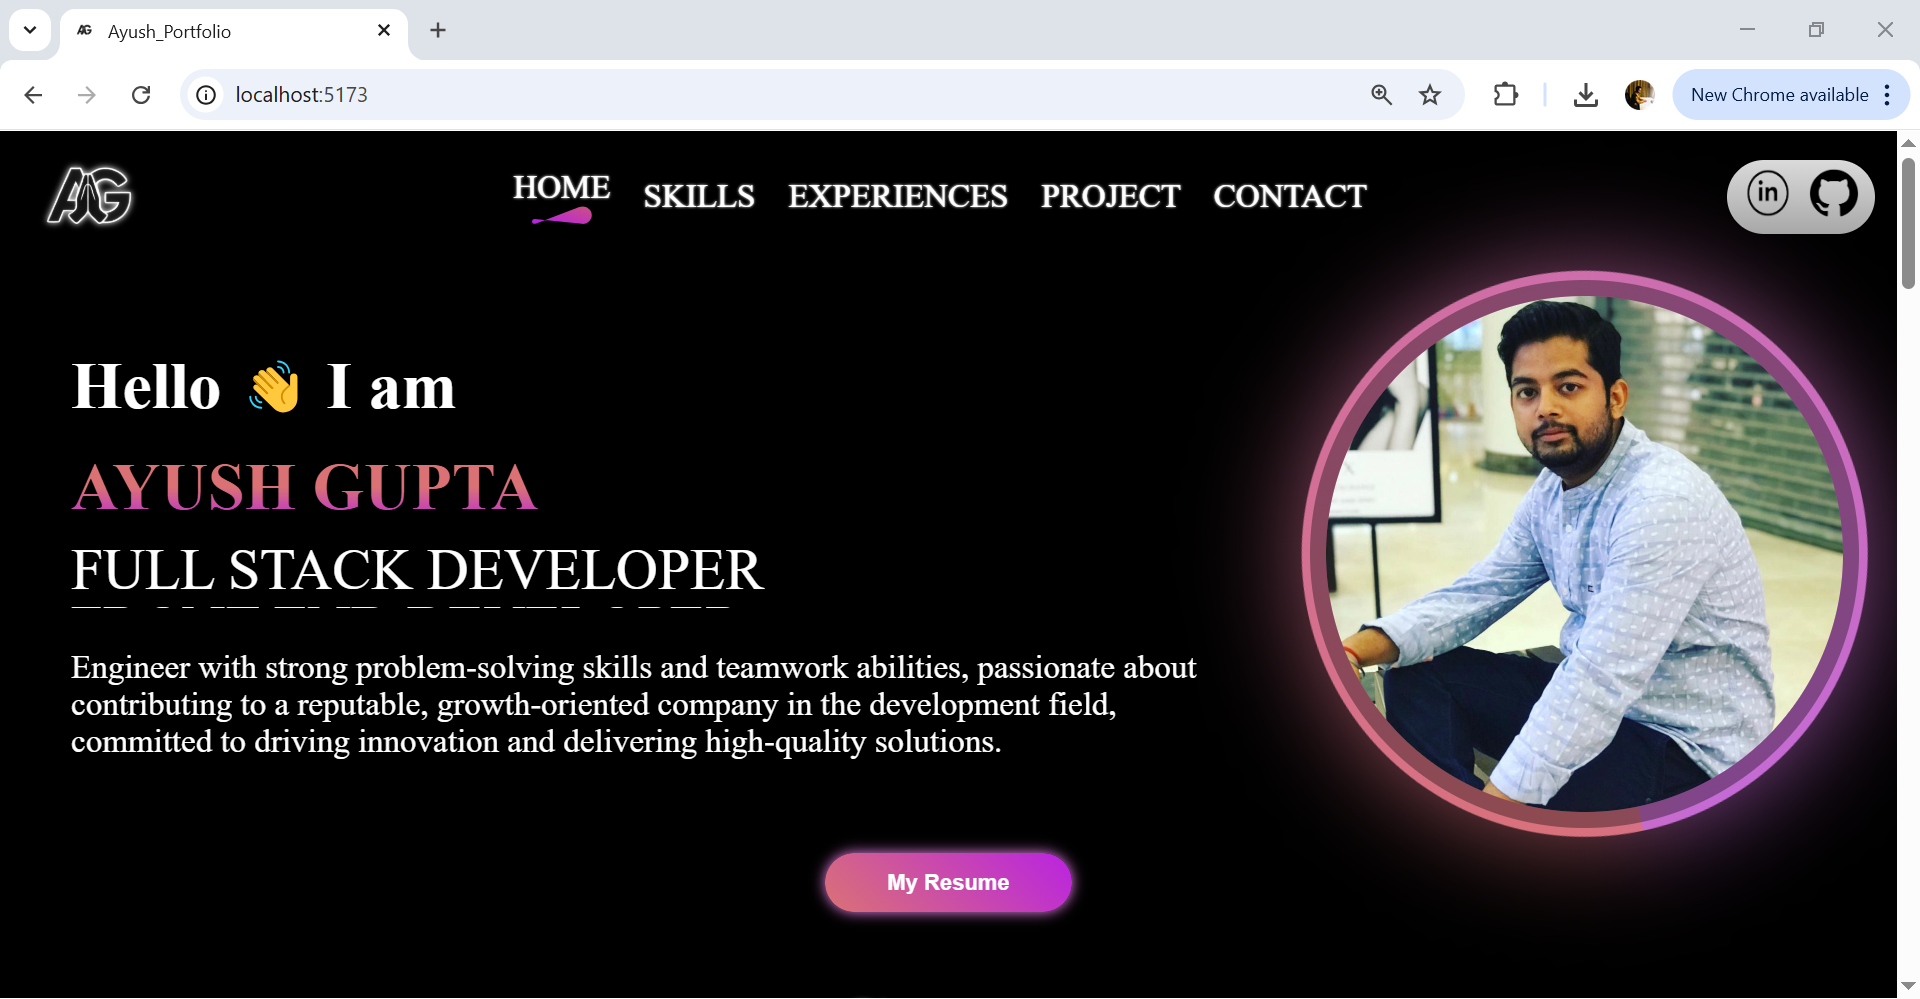 Ayush_Portfolio
localhost:5173
New Chrome available
AG
HOME SKILLS EXPERIENCES PROJECT CONTACT
in
Hello 👋 I am
AYUSH GUPTA
FULL STACK DEVELOPER
Engineer with strong problem-solving skills and teamwork abilities, passionate about
contributing to a reputable, growth-oriented company in the development field,
committed to driving innovation and delivering high-quality solutions.
My Resume